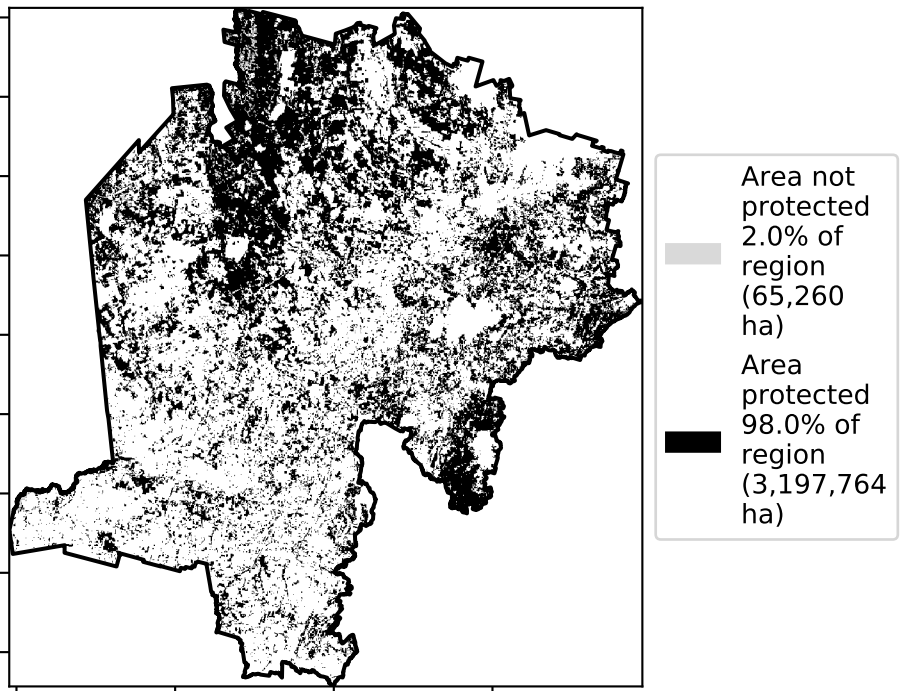 Area not
protected
2.0% of
region
(65,260
ha)
Area
protected
98.0% of
region
(3,197,764
ha)